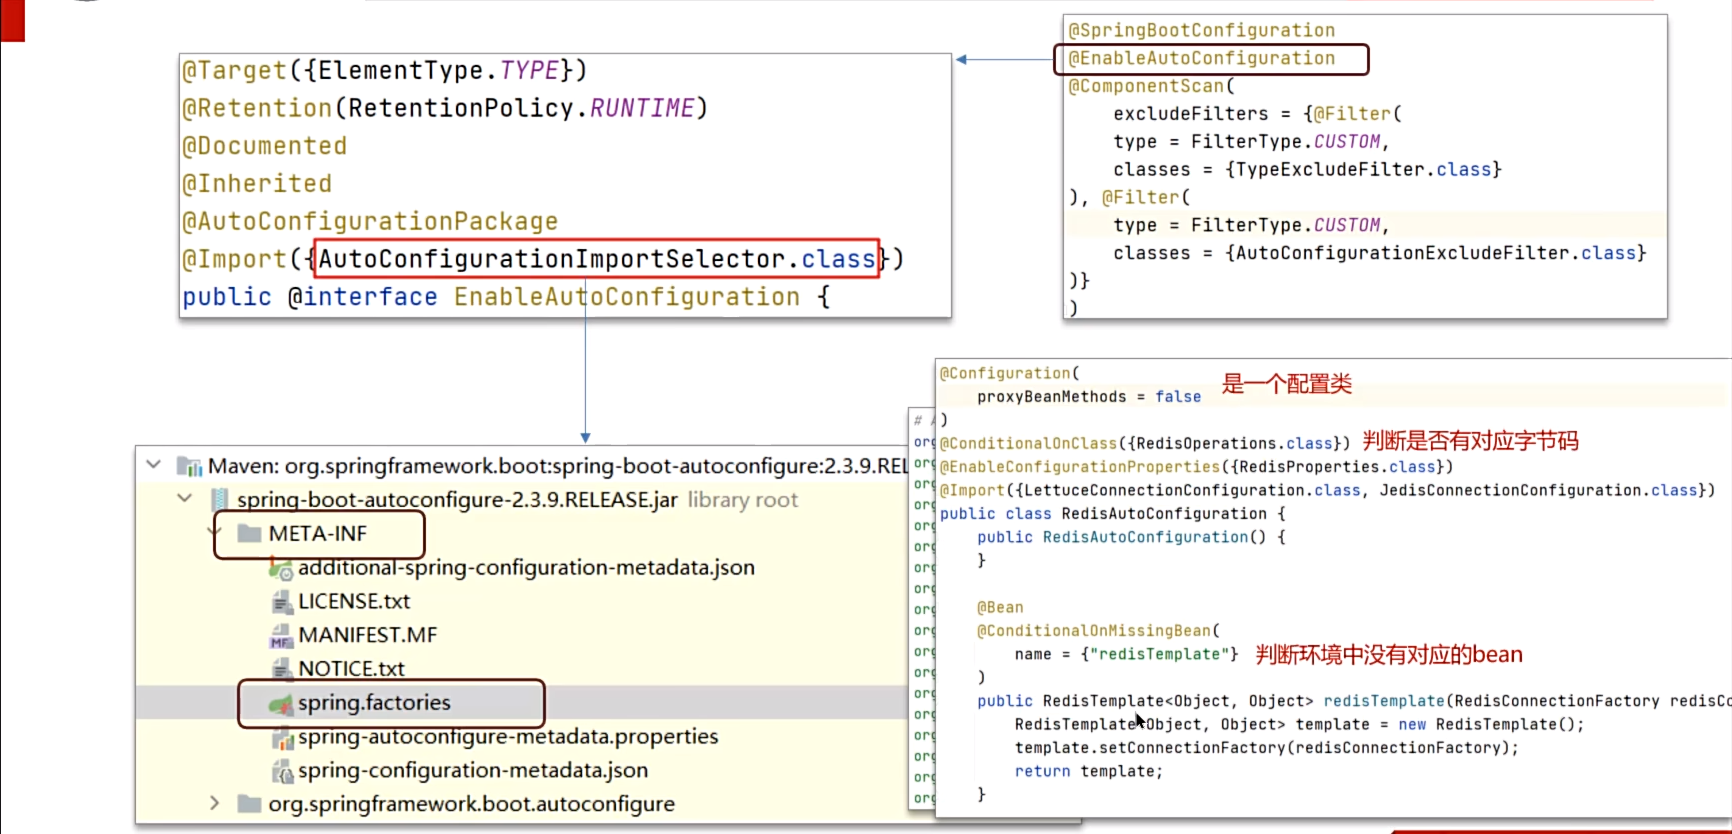 @Target({ElementType.TYPE})
@Retention(RetentionPolicy.RUNTIME)
@Documented
@Inherited
@AutoConfigurationPackage
@Import({AutoConfigurationImportSelector.class})
public @interface EnableAutoConfiguration {
@SpringBootConfiguration
@EnableAutoConfiguration
@ComponentScan(
excludeFilters = {@Filter(
type = FilterType.CUSTOM,
classes = {TypeExcludeFilter.class}
), @Filter(
type = FilterType.CUSTOM,
classes = {AutoConfigurationExcludeFilter.class}
)}
)
Maven: org.springframework.boot:spring-boot-autoconfigure:2.3.9.REL
spring-boot-autoconfigure-2.3.9.RELEASE.jar library root
META-INF
additional-spring-configuration-metadata.json
LICENSE.txt
MANIFEST.MF
NOTICE.txt
spring.factories
spring-autoconfigure-metadata.properties
spring-configuration-metadata.json
org.springframework.boot.autoconfigure
@Configuration(
proxyBeanMethods = false 是一个配置类
)
@ConditionalOnClass({RedisOperations.class}) 判断是否有对应字节码
@EnableConfigurationProperties({RedisProperties.class})
@Import({LettuceConnectionConfiguration.class, JedisConnectionConfiguration.class})
public class RedisAutoConfiguration {
public RedisAutoConfiguration() {
}
@Bean
@ConditionalOnMissingBean(
name = {"redisTemplate"} 判断环境中没有对应的bean
)
public RedisTemplate<Object, Object> redisTemplate(RedisConnectionFactory redisCo
RedisTemplate<Object, Object> template = new RedisTemplate();
template.setConnectionFactory(redisConnectionFactory);
return template;
}